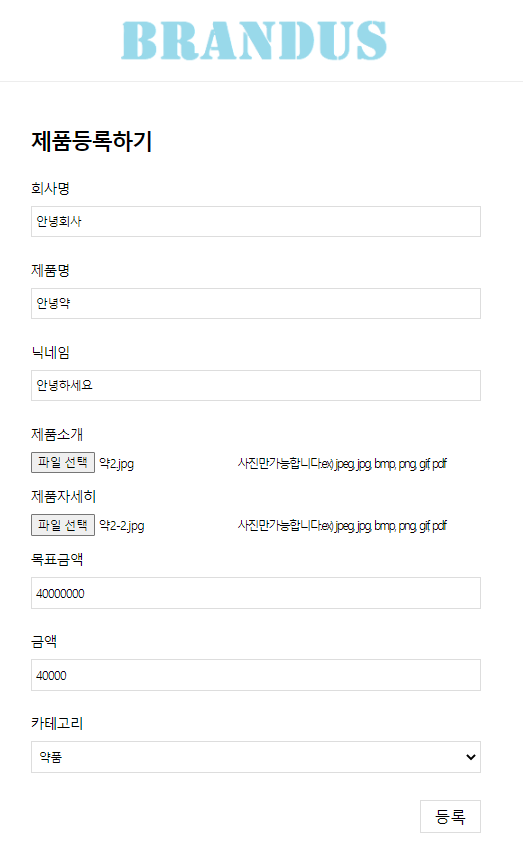 BRANDUS
제품등록하기
회사명
안녕회사
제품명
안녕약
닉네임
안녕하세요
제품소개
파일 선택 약2.jpg 사진만가능합니다.ex) jpeg, jpg, bmp, png, gif, pdf
제품자세히
파일 선택 약2-2.jpg 사진만가능합니다.ex) jpeg, jpg, bmp, png, gif, pdf
목표금액
40000000
금액
40000
카테고리
약품
등록